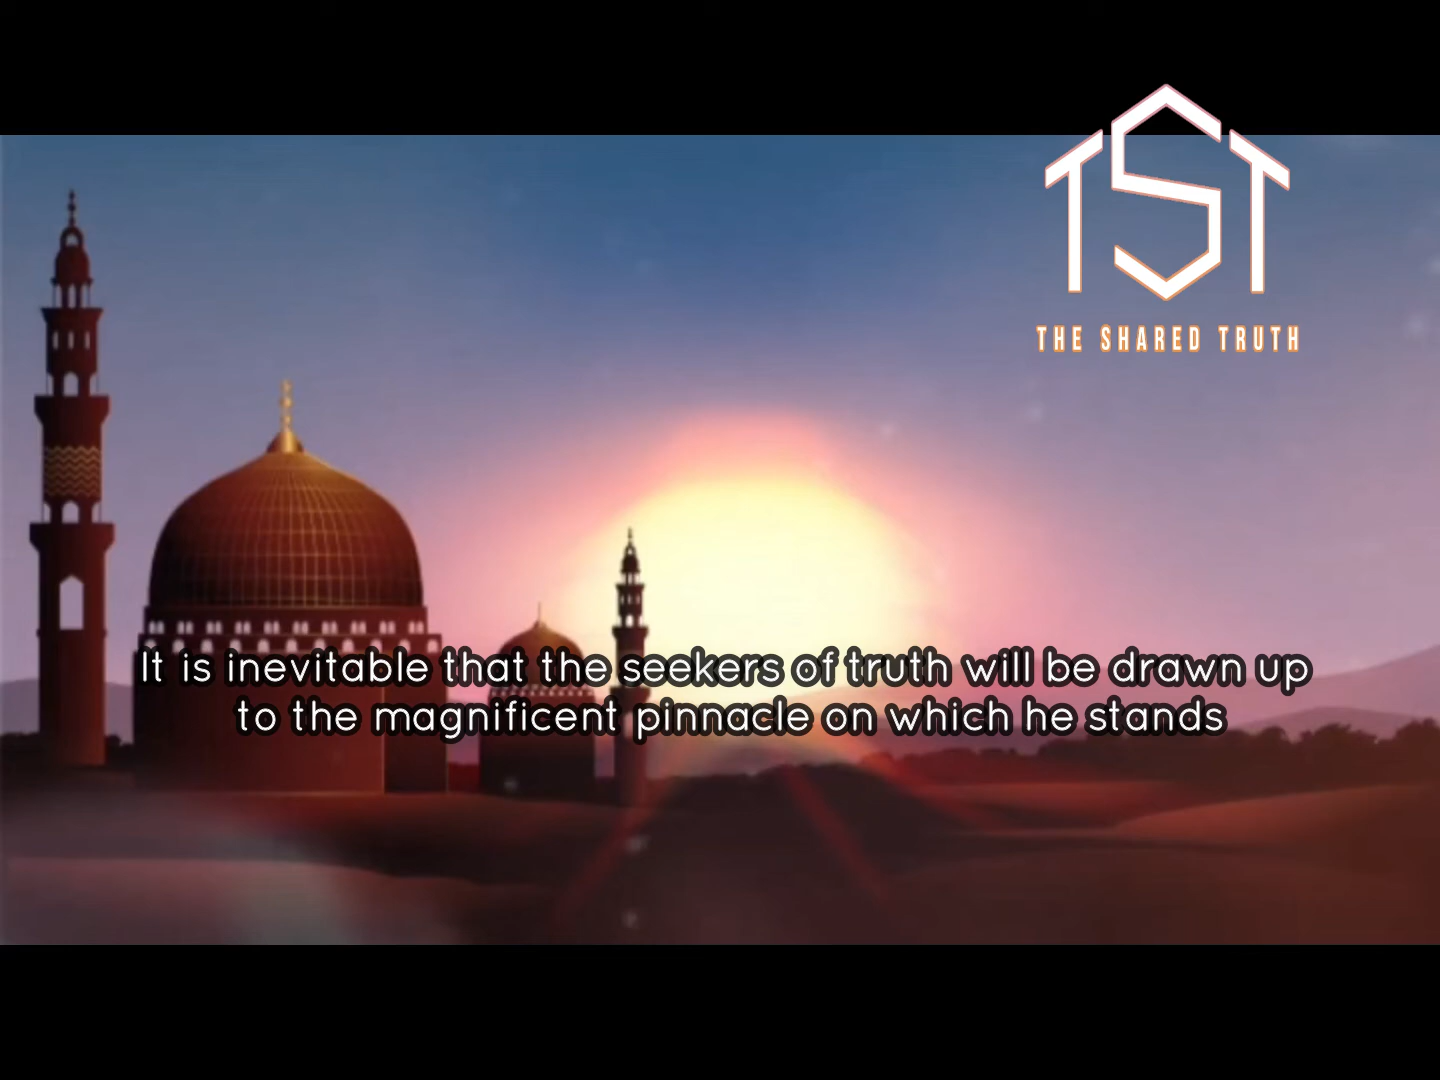 TST
THE SHARED TRUTH
It is inevitable that the seekers of truth will be drawn up
to the magnificent pinnacle on which he stands